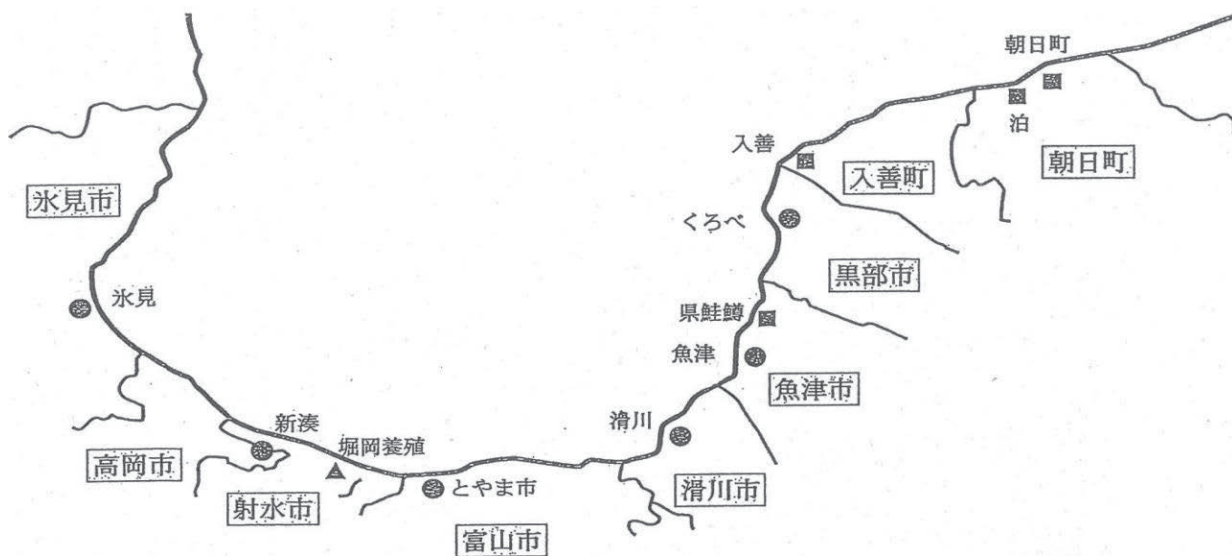 朝日町
泊
朝日町
入善
入善町
くろべ
黒部市
県鮭鱒
魚津
魚津市
滑川
滑川市
とやま市
富山市
堀岡養殖
新湊
射水市
高岡市
氷見
氷見市